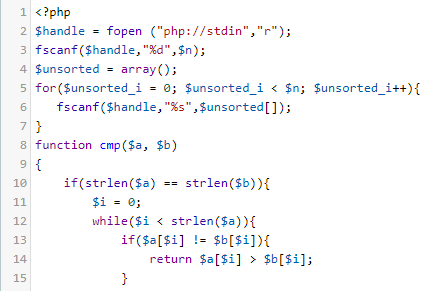 1 <?php
2 $handle = fopen ("php://stdin","r");
3 fscanf($handle,"%d",$n);
4 $unsorted = array();
5 for($unsorted_i = 0; $unsorted_i < $n; $unsorted_i++){
6    fscanf($handle,"%s",$unsorted[]);
7 }
8 function cmp($a, $b)
9 {
10     if(strlen($a) == strlen($b)){
11         $i = 0;
12         while($i < strlen($a)){
13             if($a[$i] != $b[$i]){
14                 return $a[$i] > $b[$i];
15             }